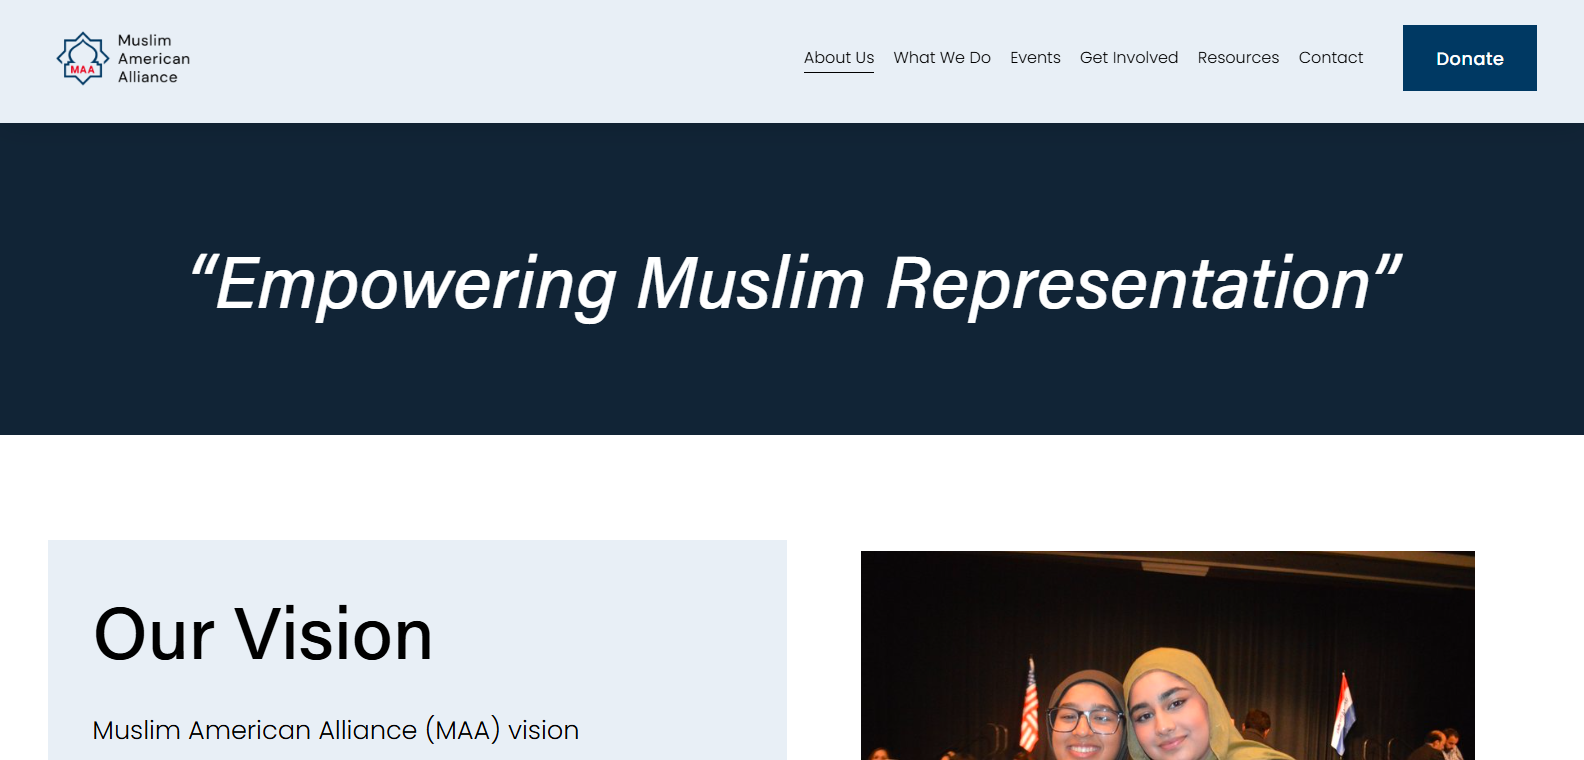 MAA
Muslim
American
Alliance
About Us
What We Do
Events
Get Involved
Resources
Contact
Donate
“Empowering Muslim Representation”
Our Vision
Muslim American Alliance (MAA) vision